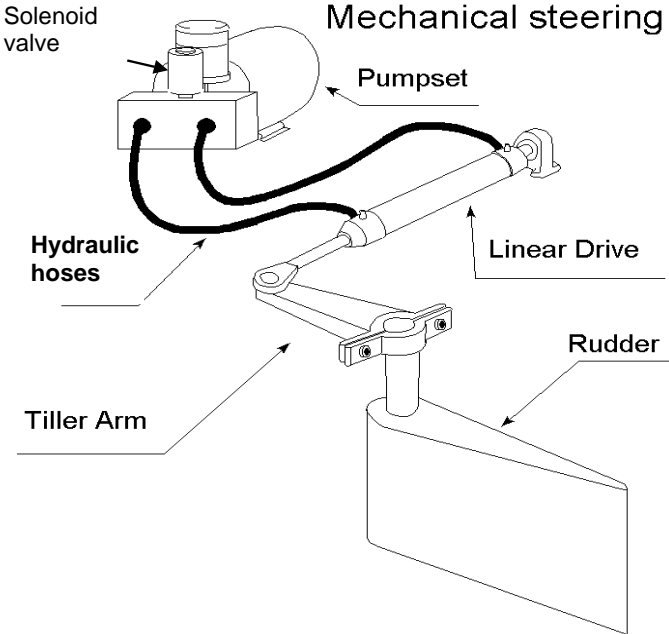 Solenoid
valve
Mechanical steering
Pumpset
Hydraulic
hoses
Linear Drive
Rudder
Tiller Arm